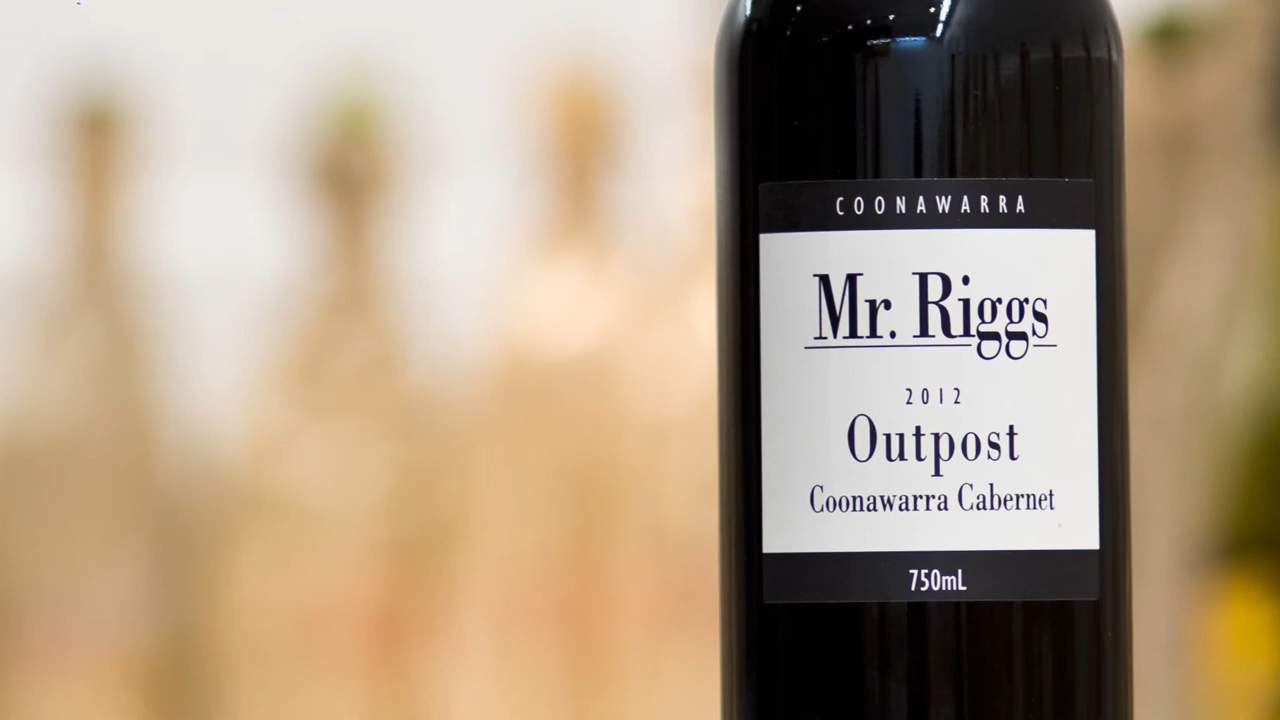 COONAWARRA
Mr. Riggs
2012
Outpost
Coonawarra Cabernet
750mL